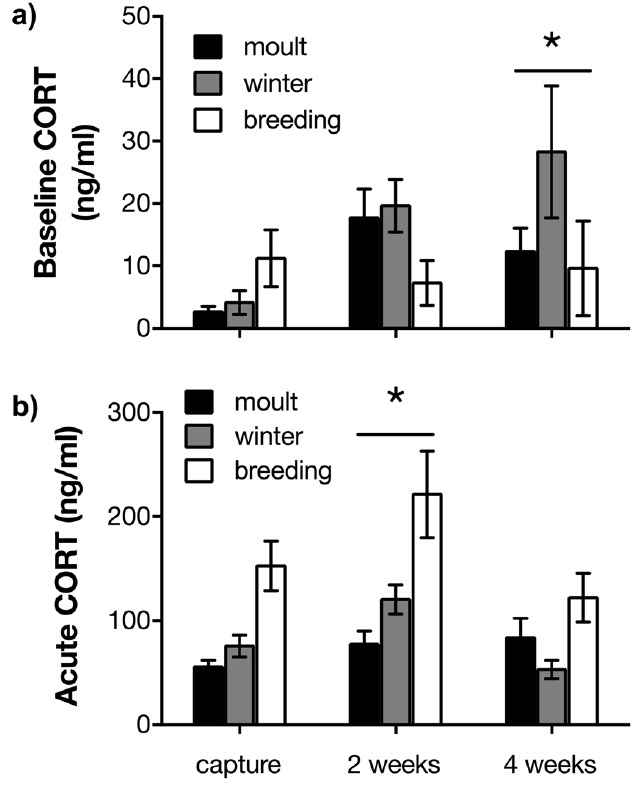 a)
Baseline CORT
(ng/ml)
50
40
30
20
10
0
moult
winter
breeding
*
b)
Acute CORT (ng/ml)
300
200
100
0
moult
winter
breeding
*
capture
2 weeks
4 weeks